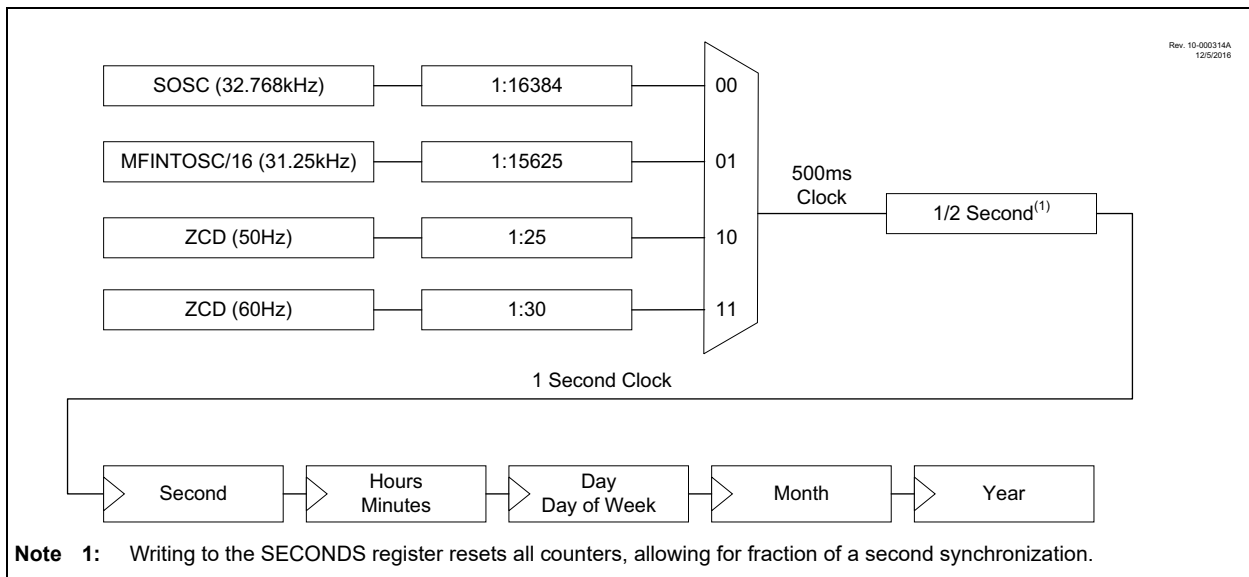 Rev. 10-000314A
12/5/2016
SOSC (32.768kHz)
1:16384
00
MFINTOSC/16 (31.25kHz)
1:15625
01
500ms
Clock
1/2 Second(1)
ZCD (50Hz)
1:25
10
ZCD (60Hz)
1:30
11
1 Second Clock
Second
Hours
Minutes
Day
Day of Week
Month
Year
Note 1: Writing to the SECONDS register resets all counters, allowing for fraction of a second synchronization.